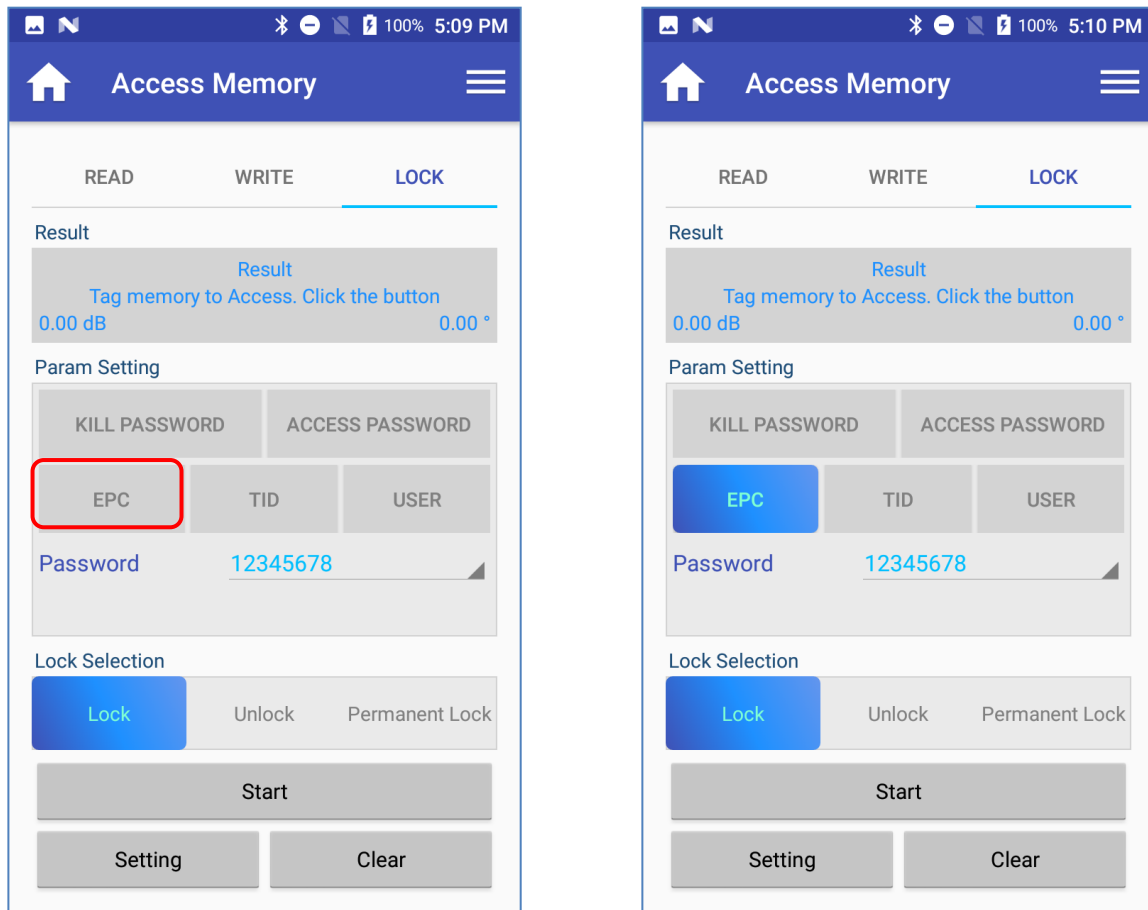 100% 5:09 PM
Access Memory
READ WRITE LOCK
Result
Result
Tag memory to Access. Click the button
0.00 dB 0.00 °
Param Setting
KILL PASSWORD ACCESS PASSWORD
EPC TID USER
Password 12345678
Lock Selection
Lock Unlock Permanent Lock
Start
Setting Clear
100% 5:10 PM
Access Memory
READ WRITE LOCK
Result
Result
Tag memory to Access. Click the button
0.00 dB 0.00 °
Param Setting
KILL PASSWORD ACCESS PASSWORD
EPC TID USER
Password 12345678
Lock Selection
Lock Unlock Permanent Lock
Start
Setting Clear